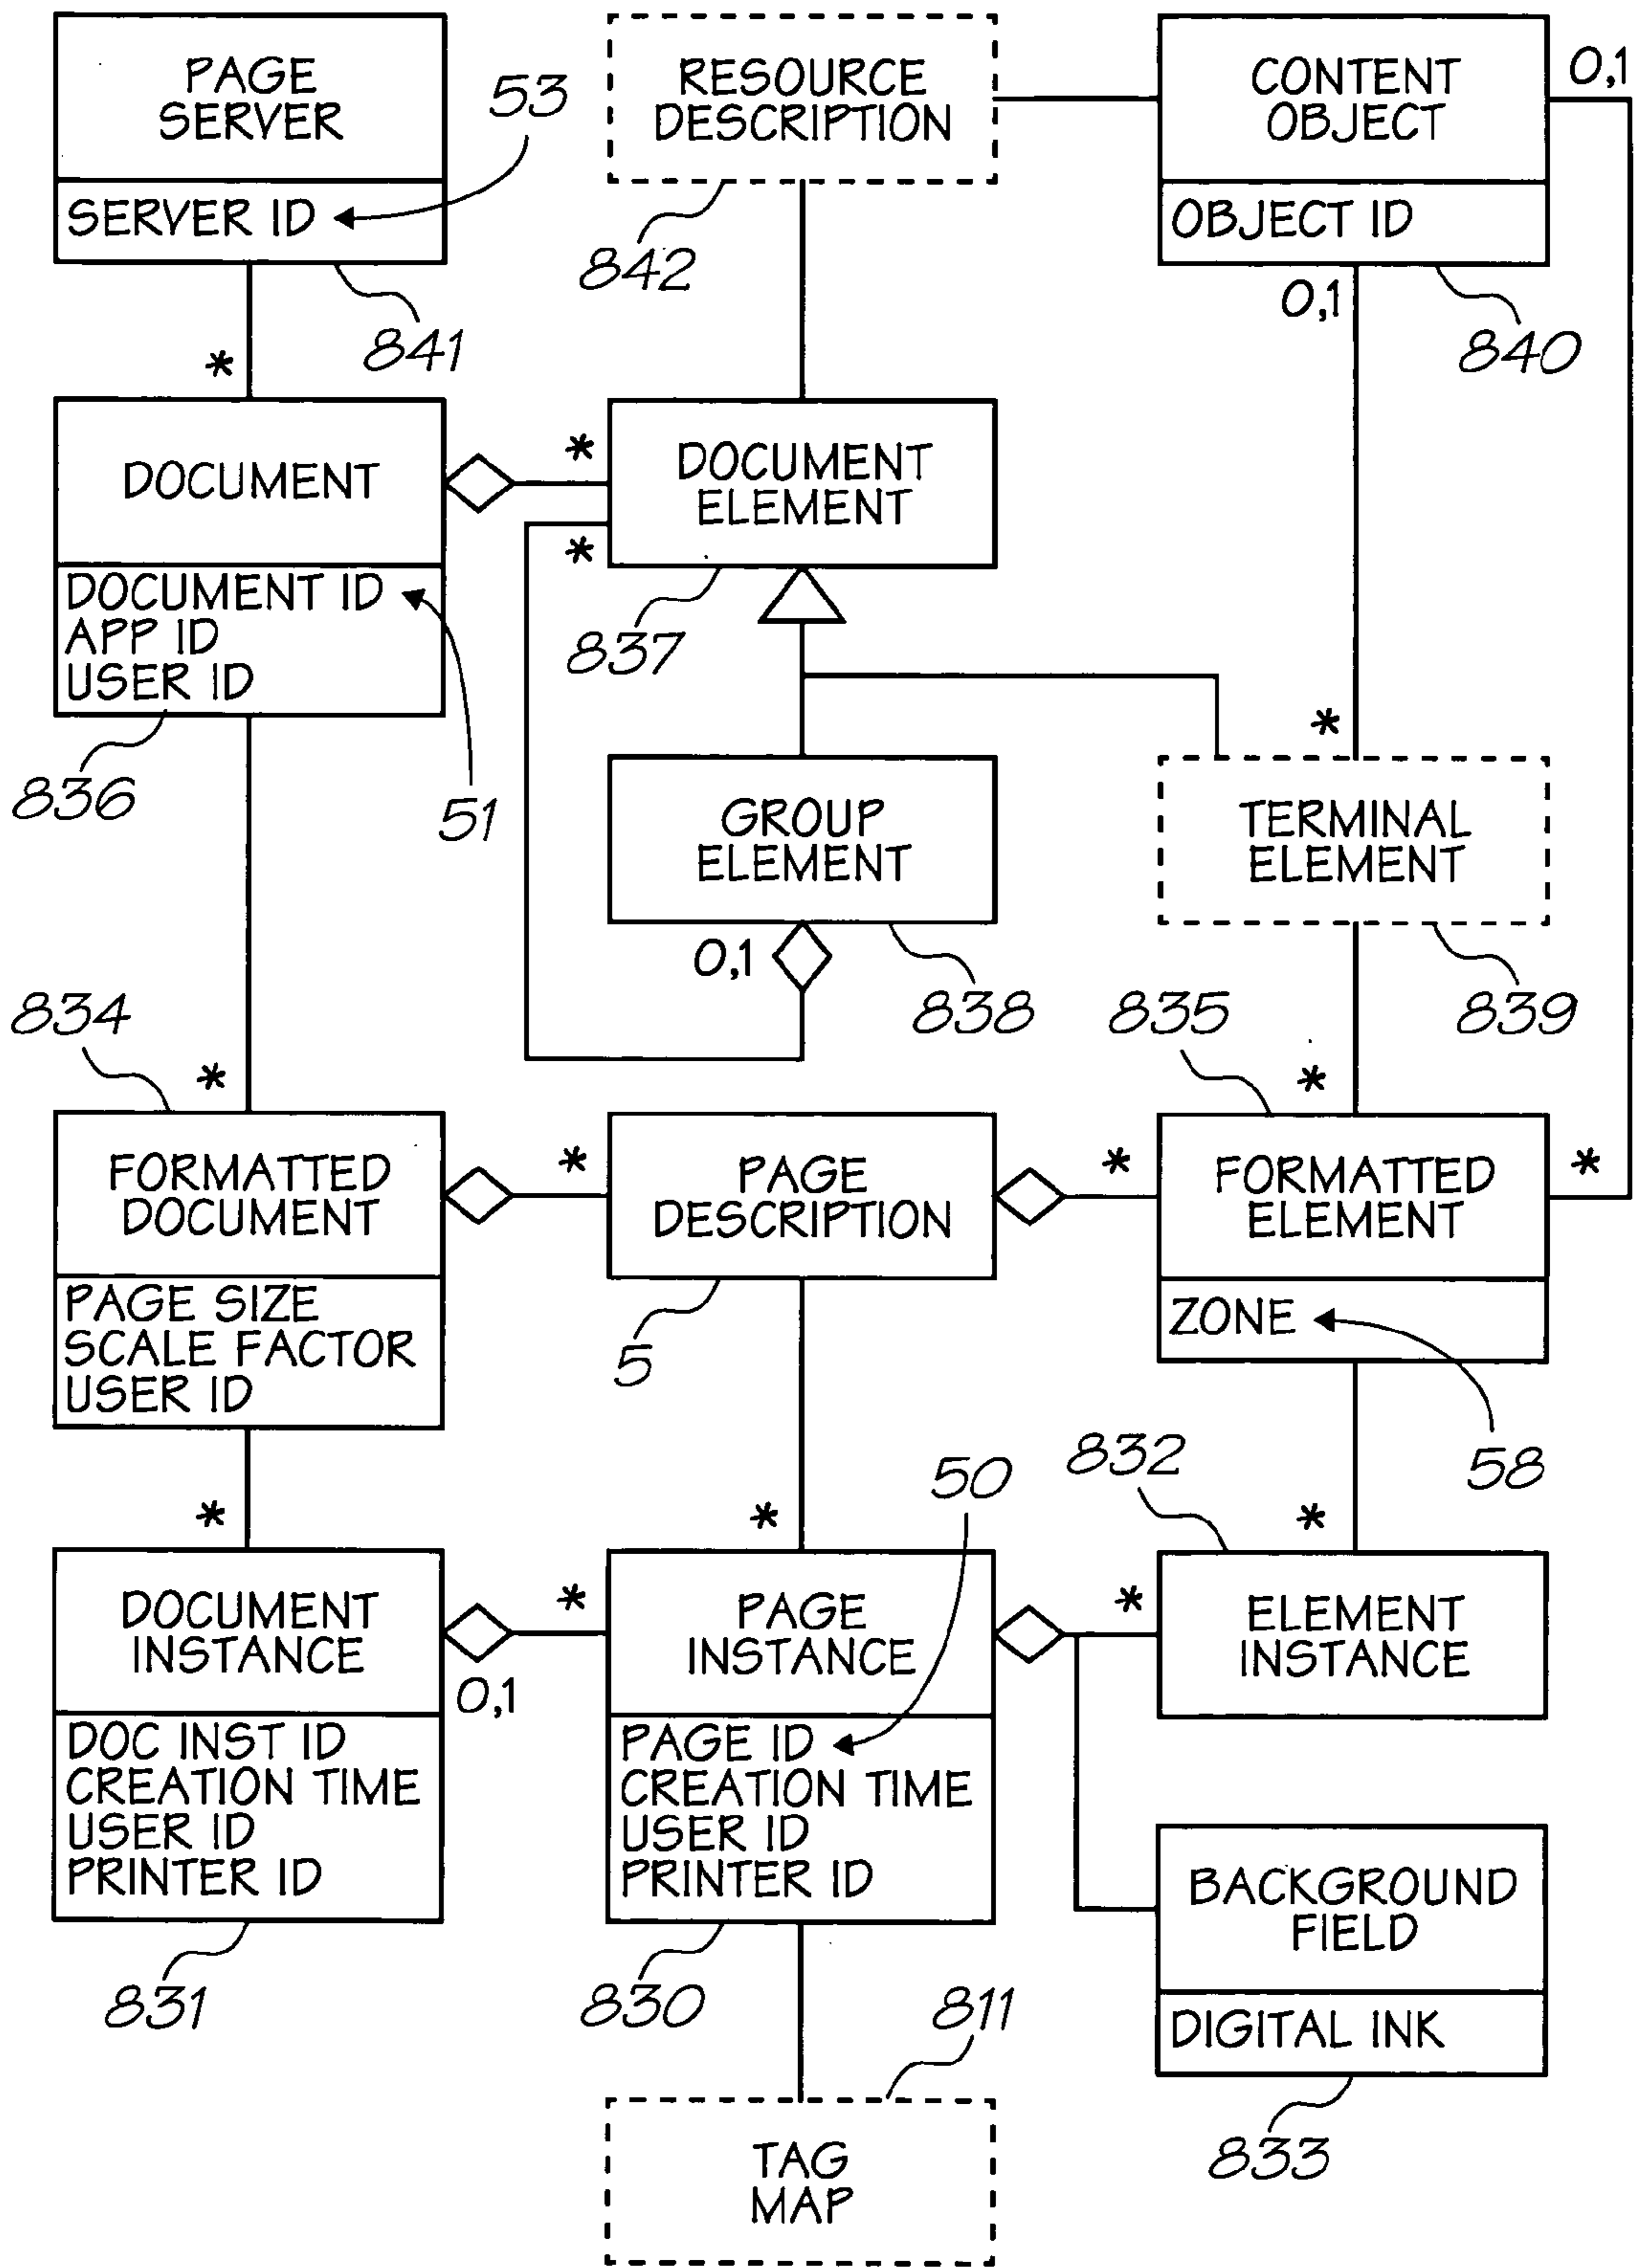 PAGE
SERVER
SERVER ID
53
841
RESOURCE
DESCRIPTION
842
CONTENT
OBJECT
OBJECT ID
0,1
0,1
840
*
DOCUMENT
DOCUMENT ID
APP ID
USER ID
836
51
*
*
DOCUMENT
ELEMENT
837
GROUP
ELEMENT
0,1
838
*
TERMINAL
ELEMENT
839
834
*
FORMATTED
DOCUMENT
PAGE SIZE
SCALE FACTOR
USER ID
*
PAGE
DESCRIPTION
5
835
*
*
*
FORMATTED
ELEMENT
ZONE
58
*
DOCUMENT
INSTANCE
0,1
DOC INST ID
CREATION TIME
USER ID
PRINTER ID
831
*
*
50
PAGE
INSTANCE
PAGE ID
CREATION TIME
USER ID
PRINTER ID
830
832
*
*
ELEMENT
INSTANCE
BACKGROUND
FIELD
DIGITAL INK
833
811
TAG
MAP